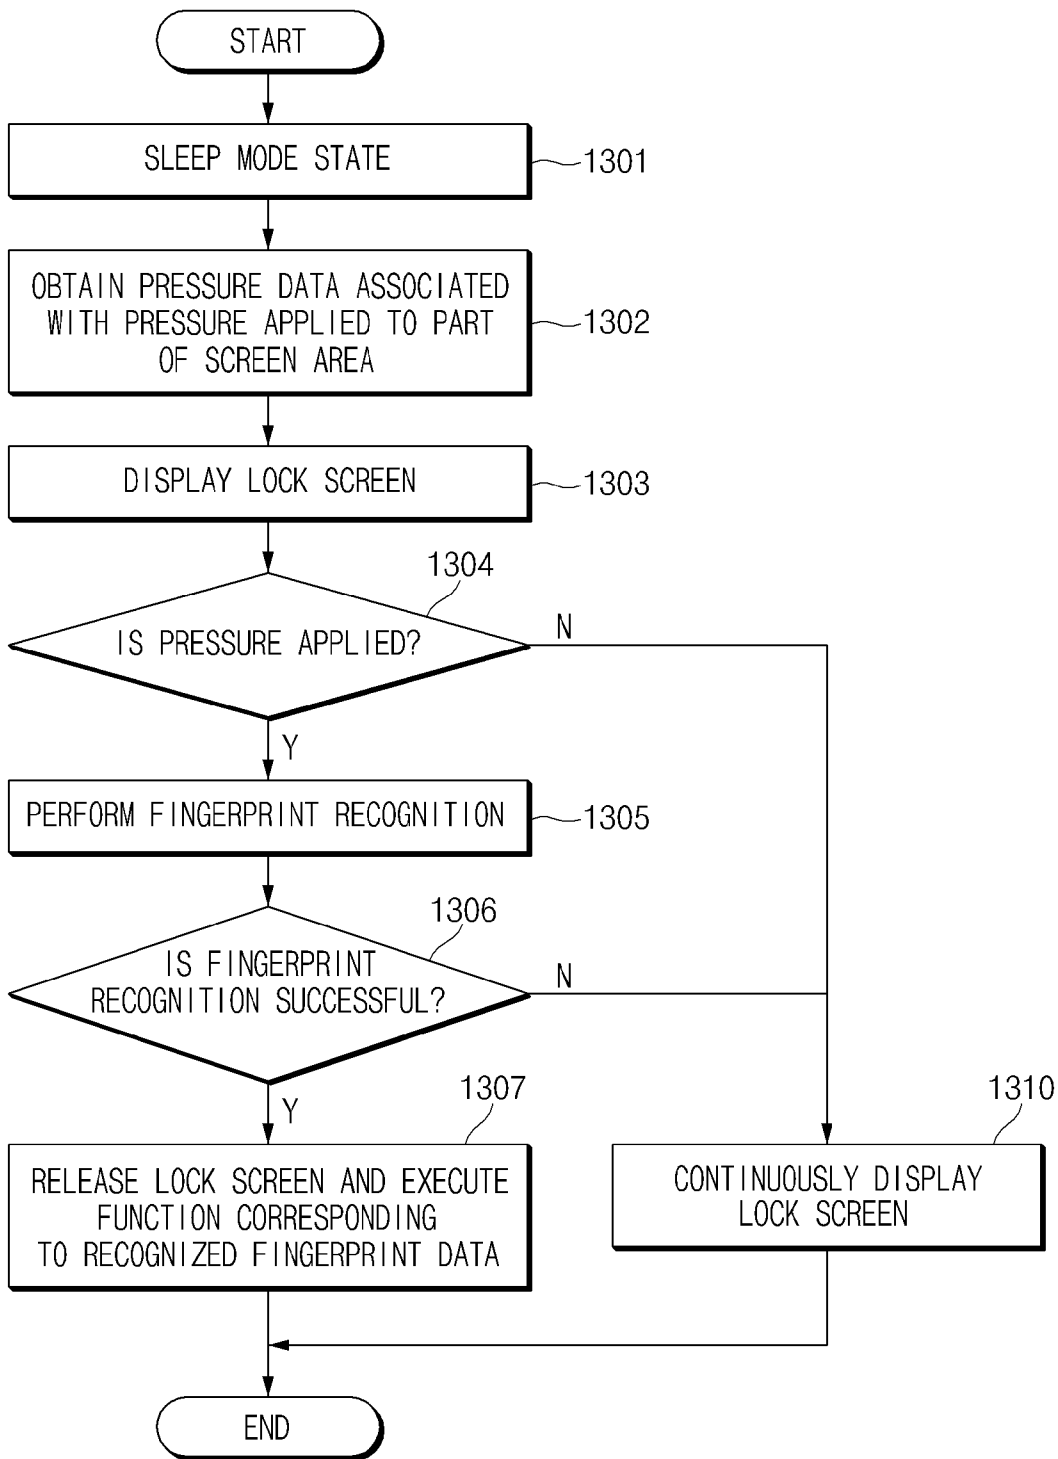 START
SLEEP MODE STATE
1301
OBTAIN PRESSURE DATA ASSOCIATED
WITH PRESSURE APPLIED TO PART
OF SCREEN AREA
1302
DISPLAY LOCK SCREEN
1303
1304
IS PRESSURE APPLIED?
N
Y
PERFORM FINGERPRINT RECOGNITION
1305
1306
IS FINGERPRINT
RECOGNITION SUCCESSFUL?
N
Y
1307
RELEASE LOCK SCREEN AND EXECUTE
FUNCTION CORRESPONDING
TO RECOGNIZED FINGERPRINT DATA
1310
CONTINUOUSLY DISPLAY
LOCK SCREEN
END